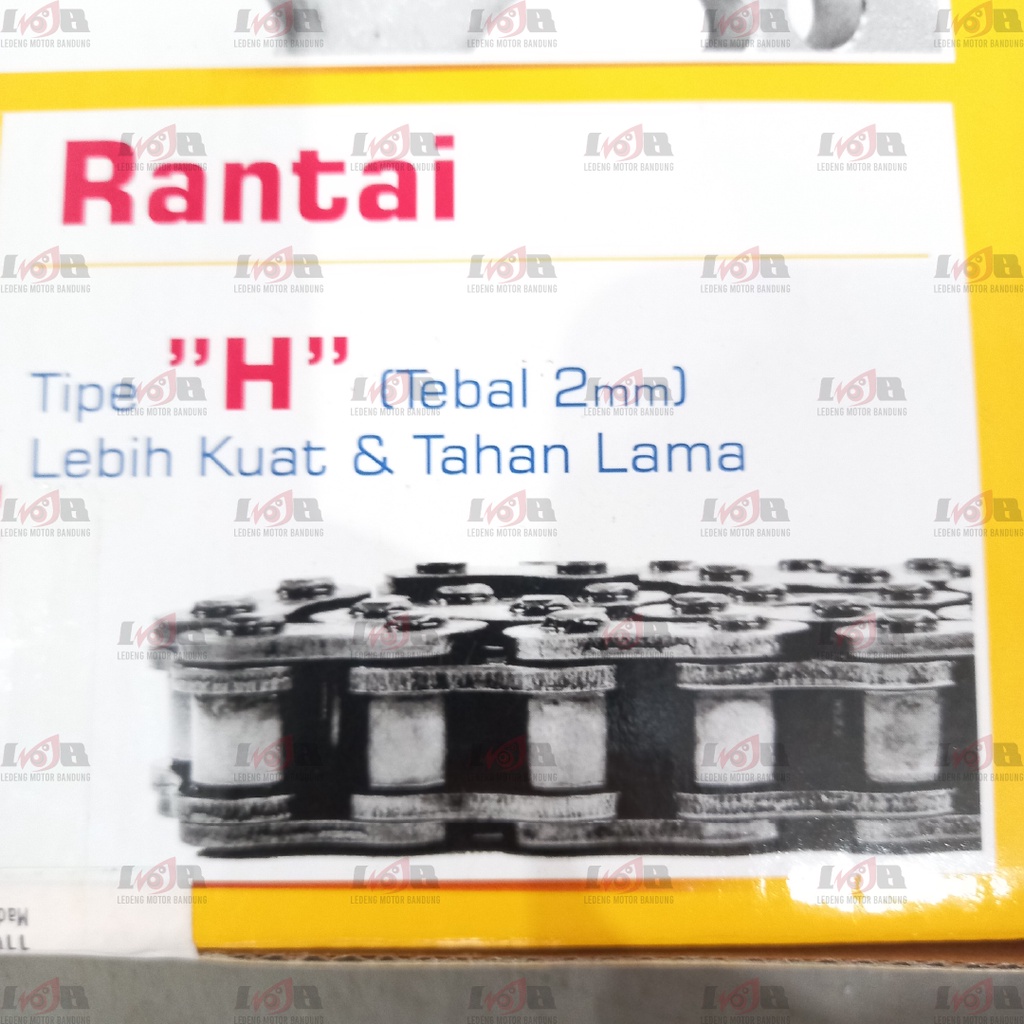 Rantai
Tipe "H" (Tebal 2mm)
Lebih Kuat & Tahan Lama
LEDENG MOTOR BANDUNG